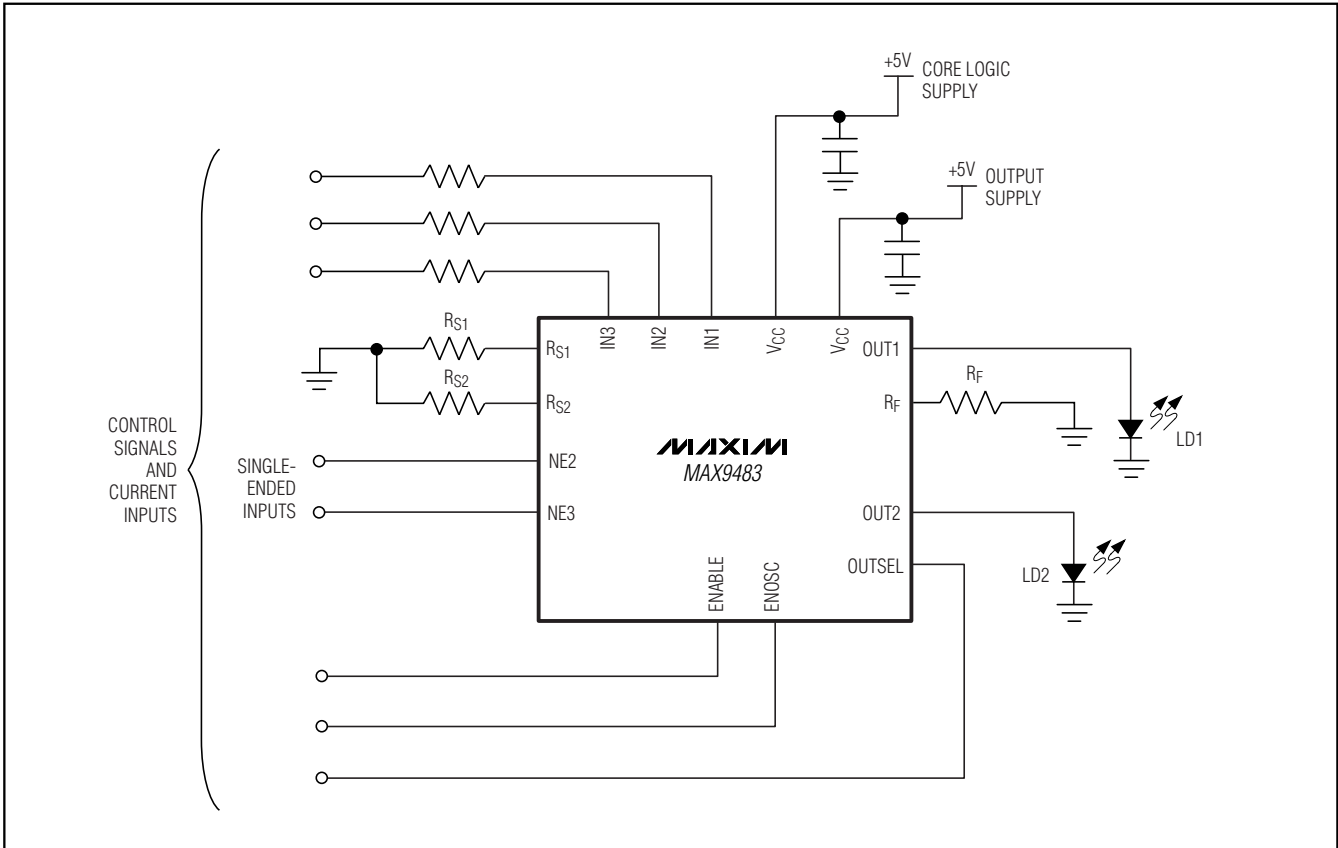 +5V
CORE LOGIC
SUPPLY
+5V
OUTPUT
SUPPLY
RS1
RS2
RS1
RS2
IN3
IN2
IN1
VCC
VCC
OUT1
RF
RF
LD1
CONTROL
SIGNALS
AND
CURRENT
INPUTS
SINGLE-
ENDED
INPUTS
NE2
NE3
MAXIM
MAX9483
OUT2
OUTSEL
LD2
ENABLE
ENOSC